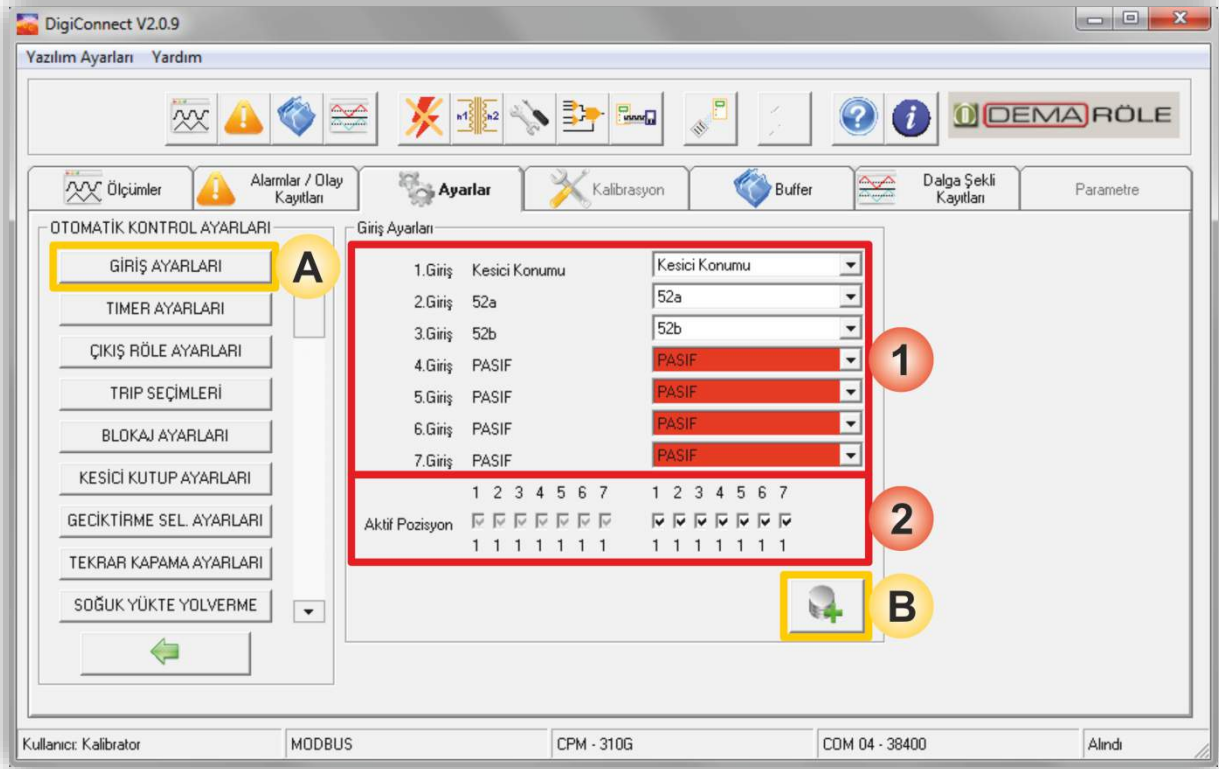 DigiConnect V2.0.9
Yazılım Ayarları Yardım
n1 n2
DEMA RÖLE
Ölçümler
Alarmlar / Olay
Kayıtları
Ayarlar
Kalibrasyon
Buffer
Dalga Şekli
Kayıtları
Parametre
OTOMATİK KONTROL AYARLARI
GİRİŞ AYARLARI
A
TIMER AYARLARI
ÇIKIŞ RÖLE AYARLARI
TRIP SEÇİMLERİ
BLOKAJ AYARLARI
KESİCİ KUTUP AYARLARI
GECİKTİRME SEL. AYARLARI
TEKRAR KAPAMA AYARLARI
SOĞUK YÜKTE YOLVERME
Giriş Ayarları
1.Giriş Kesici Konumu Kesici Konumu
2.Giriş 52a 52a
3.Giriş 52b 52b
4.Giriş PASIF PASIF
5.Giriş PASIF PASIF
6.Giriş PASIF PASIF
7.Giriş PASIF PASIF
1
1 2 3 4 5 6 7 1 2 3 4 5 6 7
Aktif Pozisyon
1 1 1 1 1 1 1 1 1 1 1 1 1 1
2
B
Kullanıcı: Kalibrator MODBUS CPM - 310G COM 04 - 38400 Alındı